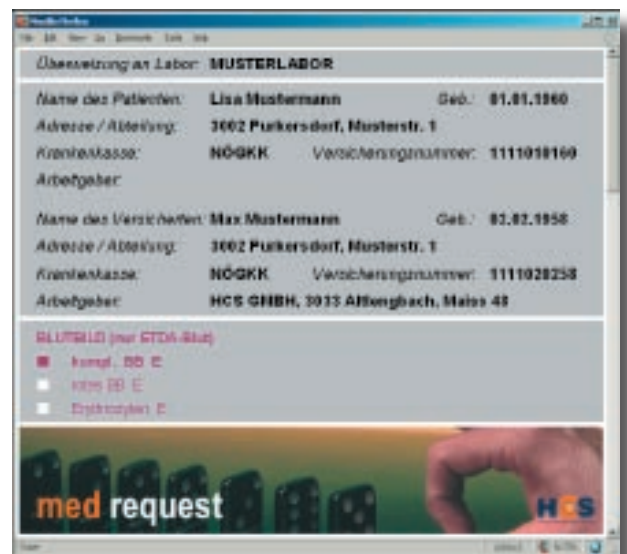 Überweisung an Labor: MUSTERLABOR
Name des Patienten: Lisa Mustermann Geb.: 01.01.1960
Adresse / Abteilung: 3002 Purkersdorf, Musterstr. 1
Krankenkasse: NÖGKK Versicherungsnummer: 1111010160
Arbeitgeber:
Name des Versicherten: Max Mustermann Geb.: 02.02.1958
Adresse / Abteilung: 3002 Purkersdorf, Musterstr. 1
Krankenkasse: NÖGKK Versicherungsnummer: 1111020258
Arbeitgeber: HCS GMBH, 3033 Altlengbach, Maiss 48
BLUTBILD (nur ETDA-Blut)
kompl. BB E
rotes BB E
Erythrozyten E
med request
HCS